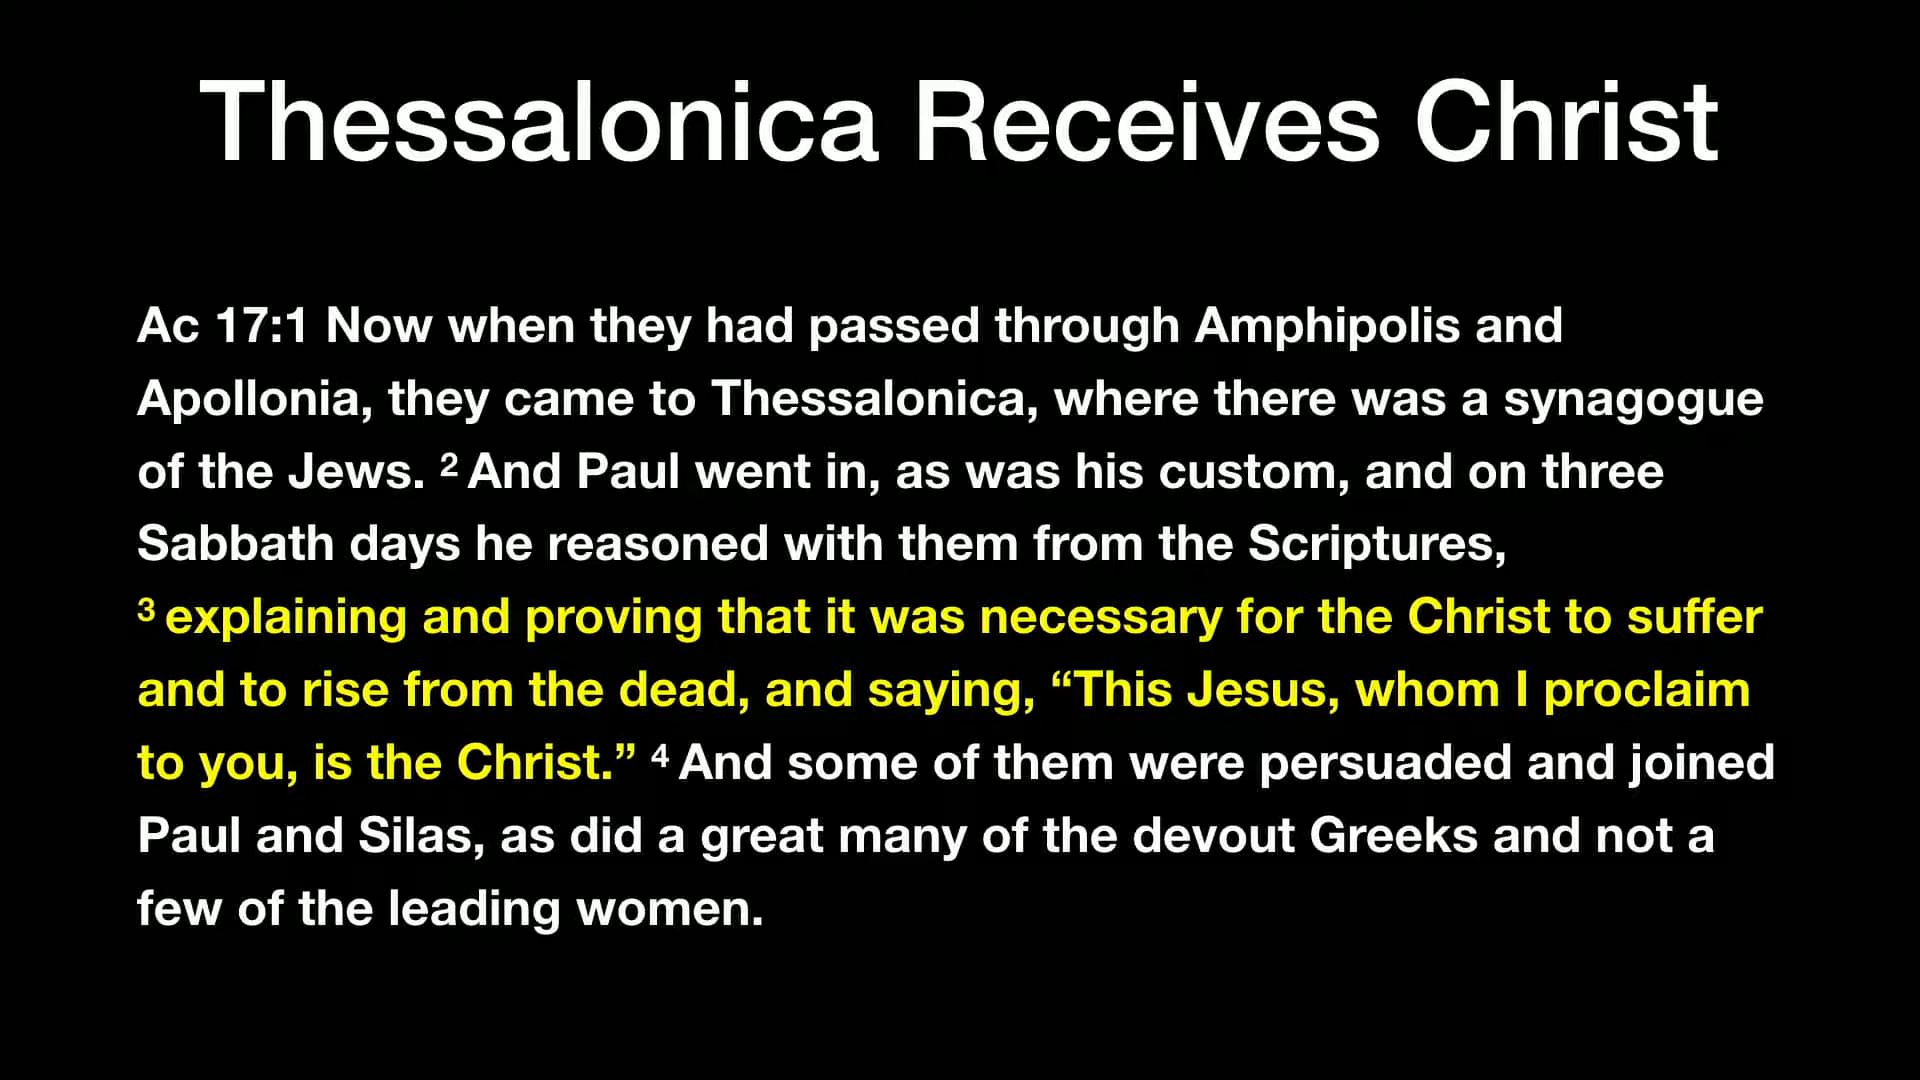 Thessalonica Receives Christ
Ac 17:1 Now when they had passed through Amphipolis and
Apollonia, they came to Thessalonica, where there was a synagogue
of the Jews. ² And Paul went in, as was his custom, and on three
Sabbath days he reasoned with them from the Scriptures,
³ explaining and proving that it was necessary for the Christ to suffer
and to rise from the dead, and saying, “This Jesus, whom I proclaim
to you, is the Christ.” ⁴ And some of them were persuaded and joined
Paul and Silas, as did a great many of the devout Greeks and not a
few of the leading women.